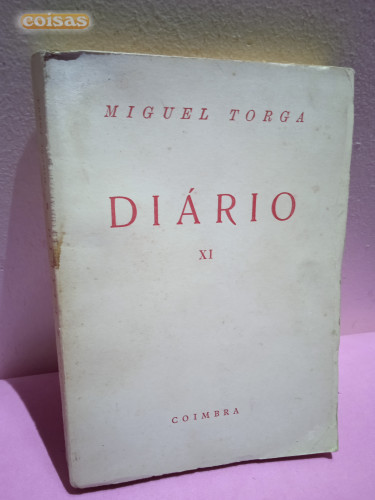 coisas
MIGUEL TORGA
DIÁRIO
XI
COIMBRA